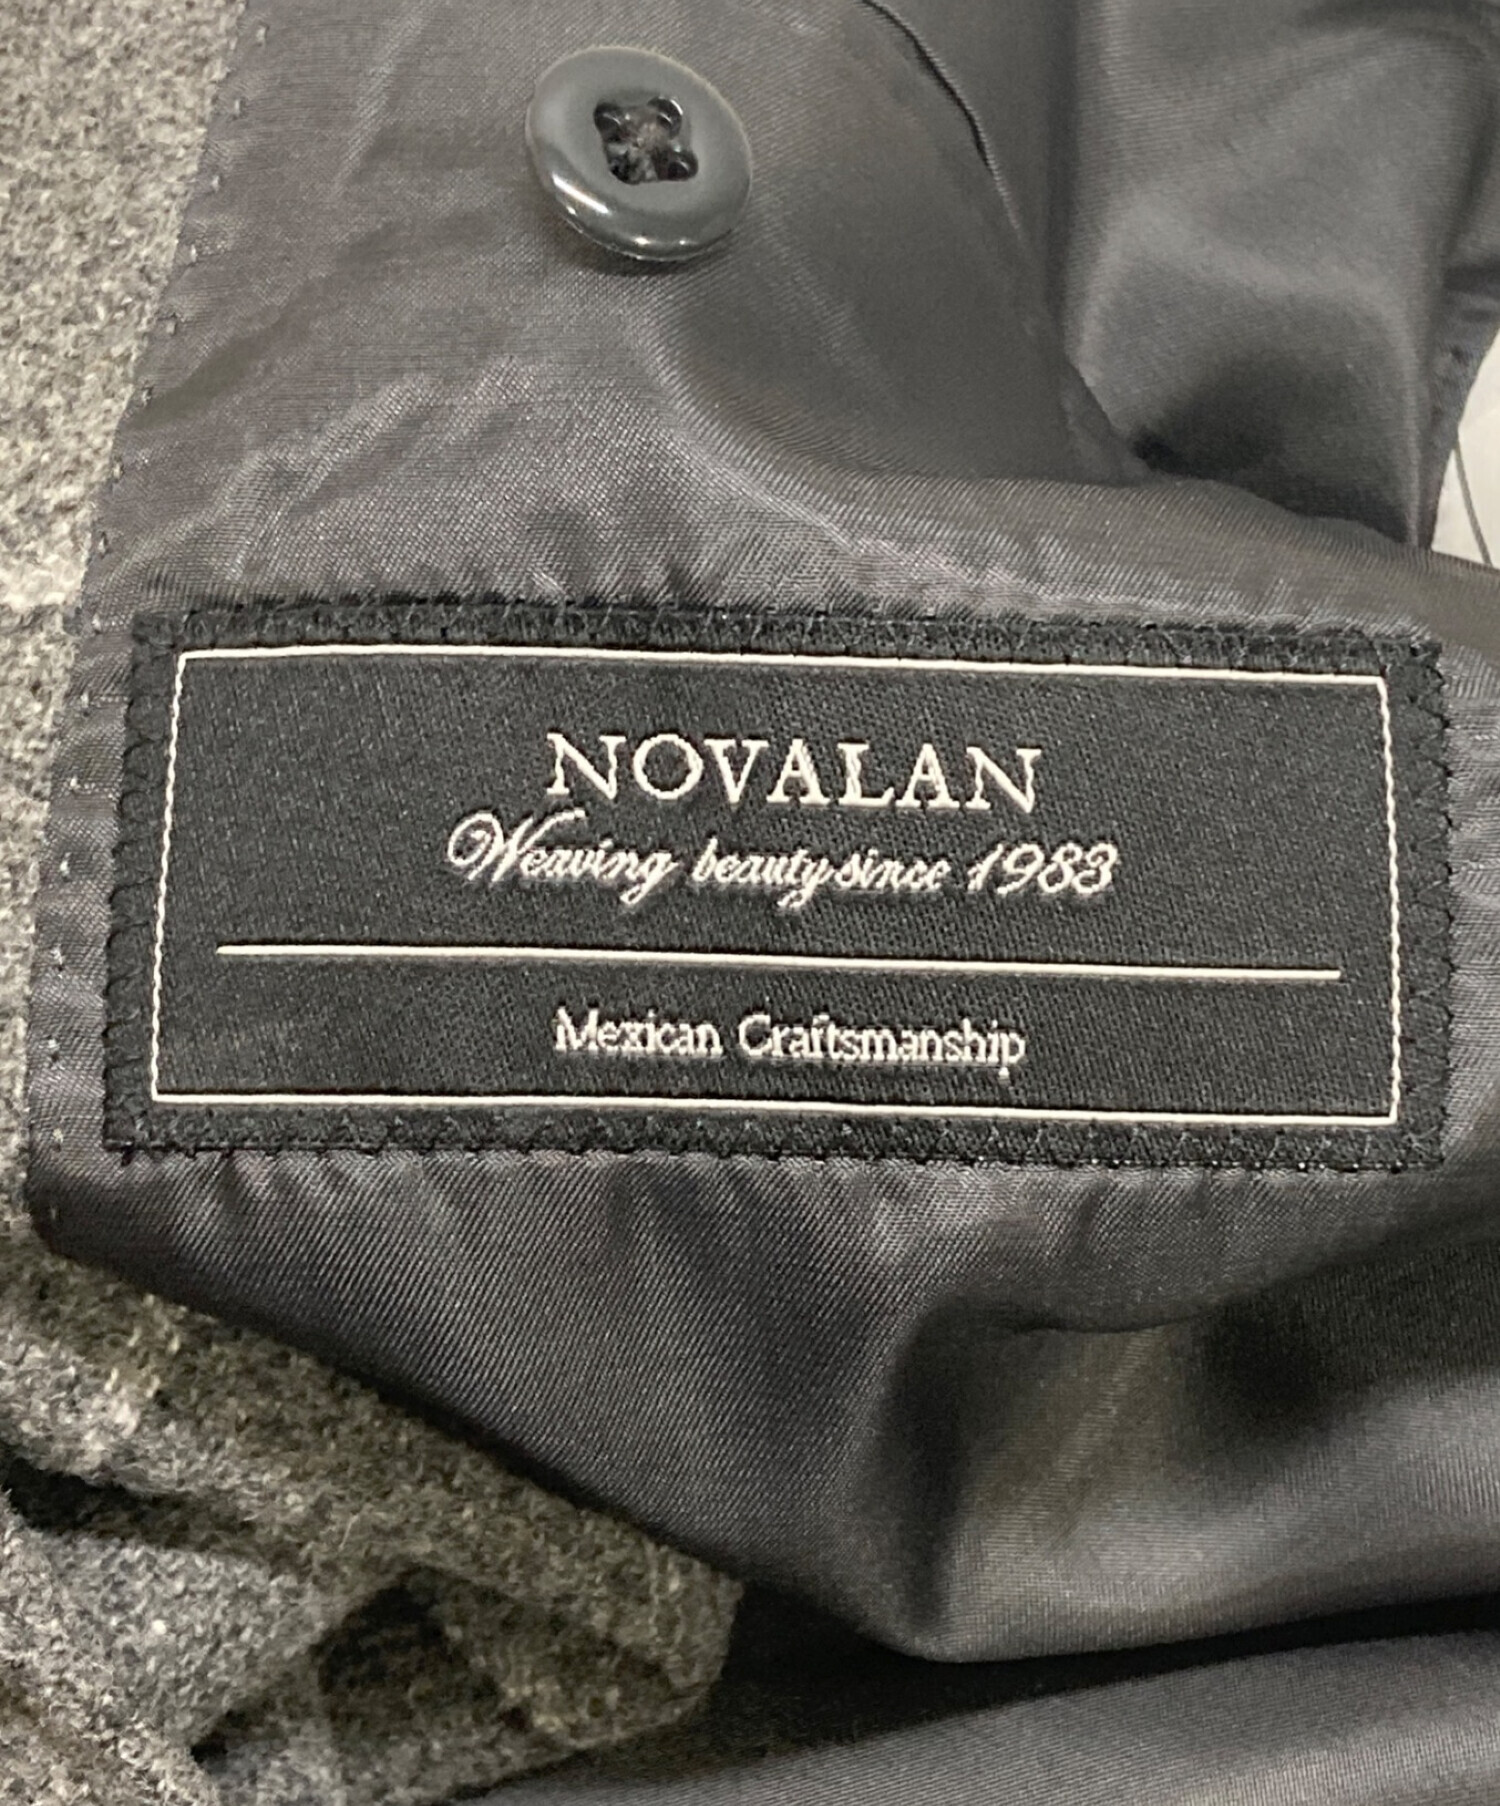 NOVALAN
Weaving beauty since 1983
Mexican Craftsmanship